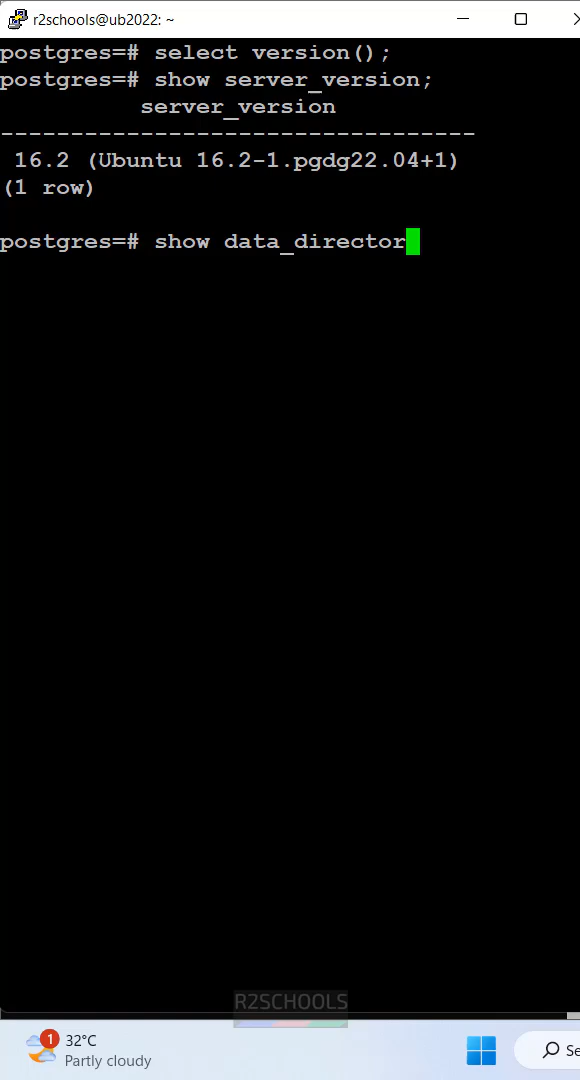 r2schools@ub2022: ~
postgres=# select version();
postgres=# show server_version;
server_version
----------------------------------
16.2 (Ubuntu 16.2-1.pgdg22.04+1)
(1 row)
postgres=# show data_director
R2SCHOOLS
1
32°C
Partly cloudy
Se